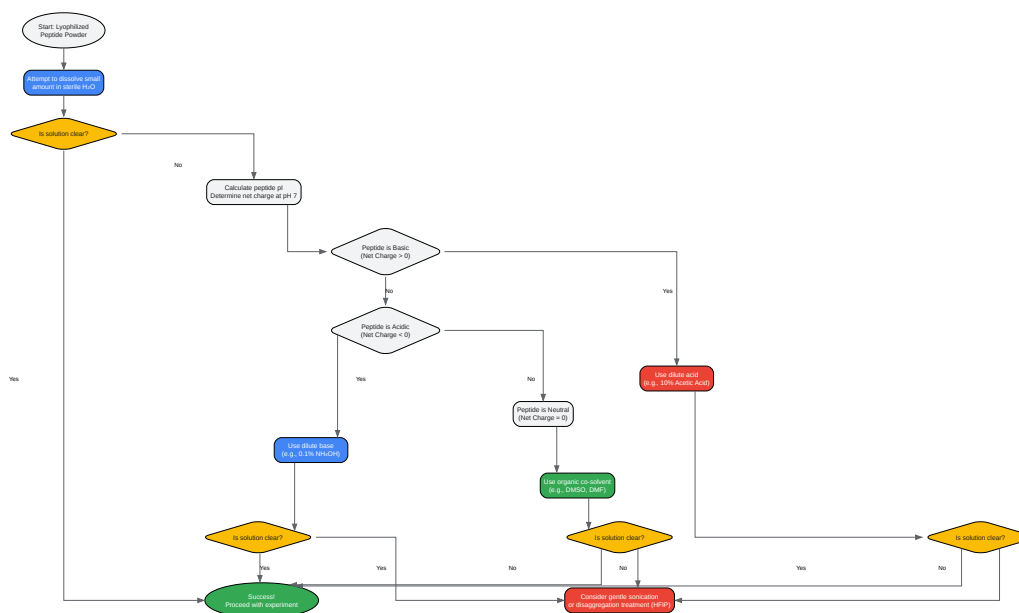 Start: Lyophilized
Peptide Powder
Attempt to dissolve small
amount in sterile H₂O
Is solution clear?
No
Calculate peptide pI
Determine net charge at pH 7
Peptide is Basic
(Net Charge > 0)
No
Yes
Peptide is Acidic
(Net Charge < 0)
Yes
Yes
No
Use dilute acid
(e.g., 10% Acetic Acid)
Peptide is Neutral
(Net Charge = 0)
Use dilute base
(e.g., 0.1% NH₄OH)
Use organic co-solvent
(e.g., DMSO, DMF)
Is solution clear?
Is solution clear?
Is solution clear?
Yes
Yes
No
No
Yes
No
Success!
Proceed with experiment
Consider gentle sonication
or disaggregation treatment (HFIP)